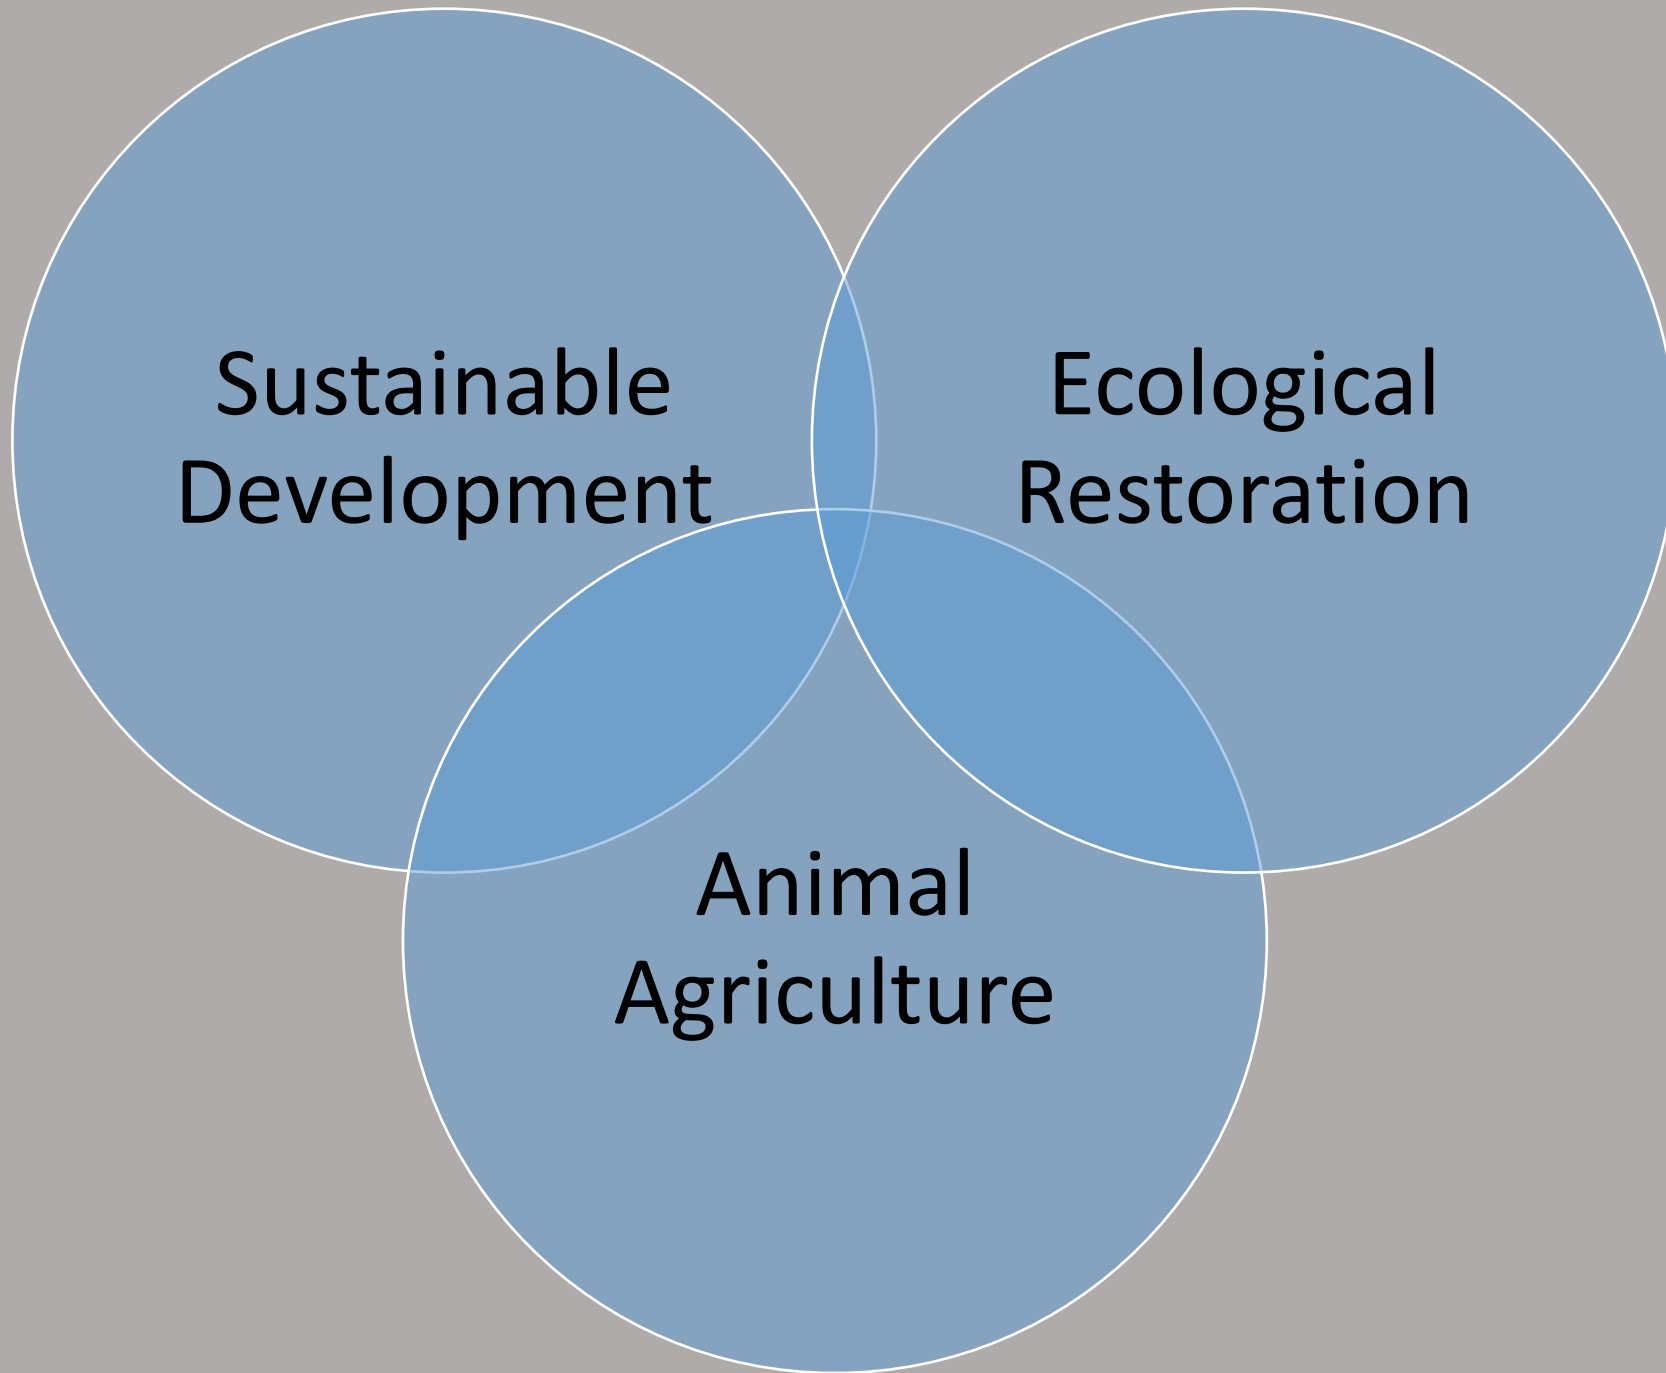 Sustainable
Development
Ecological
Restoration
Animal
Agriculture